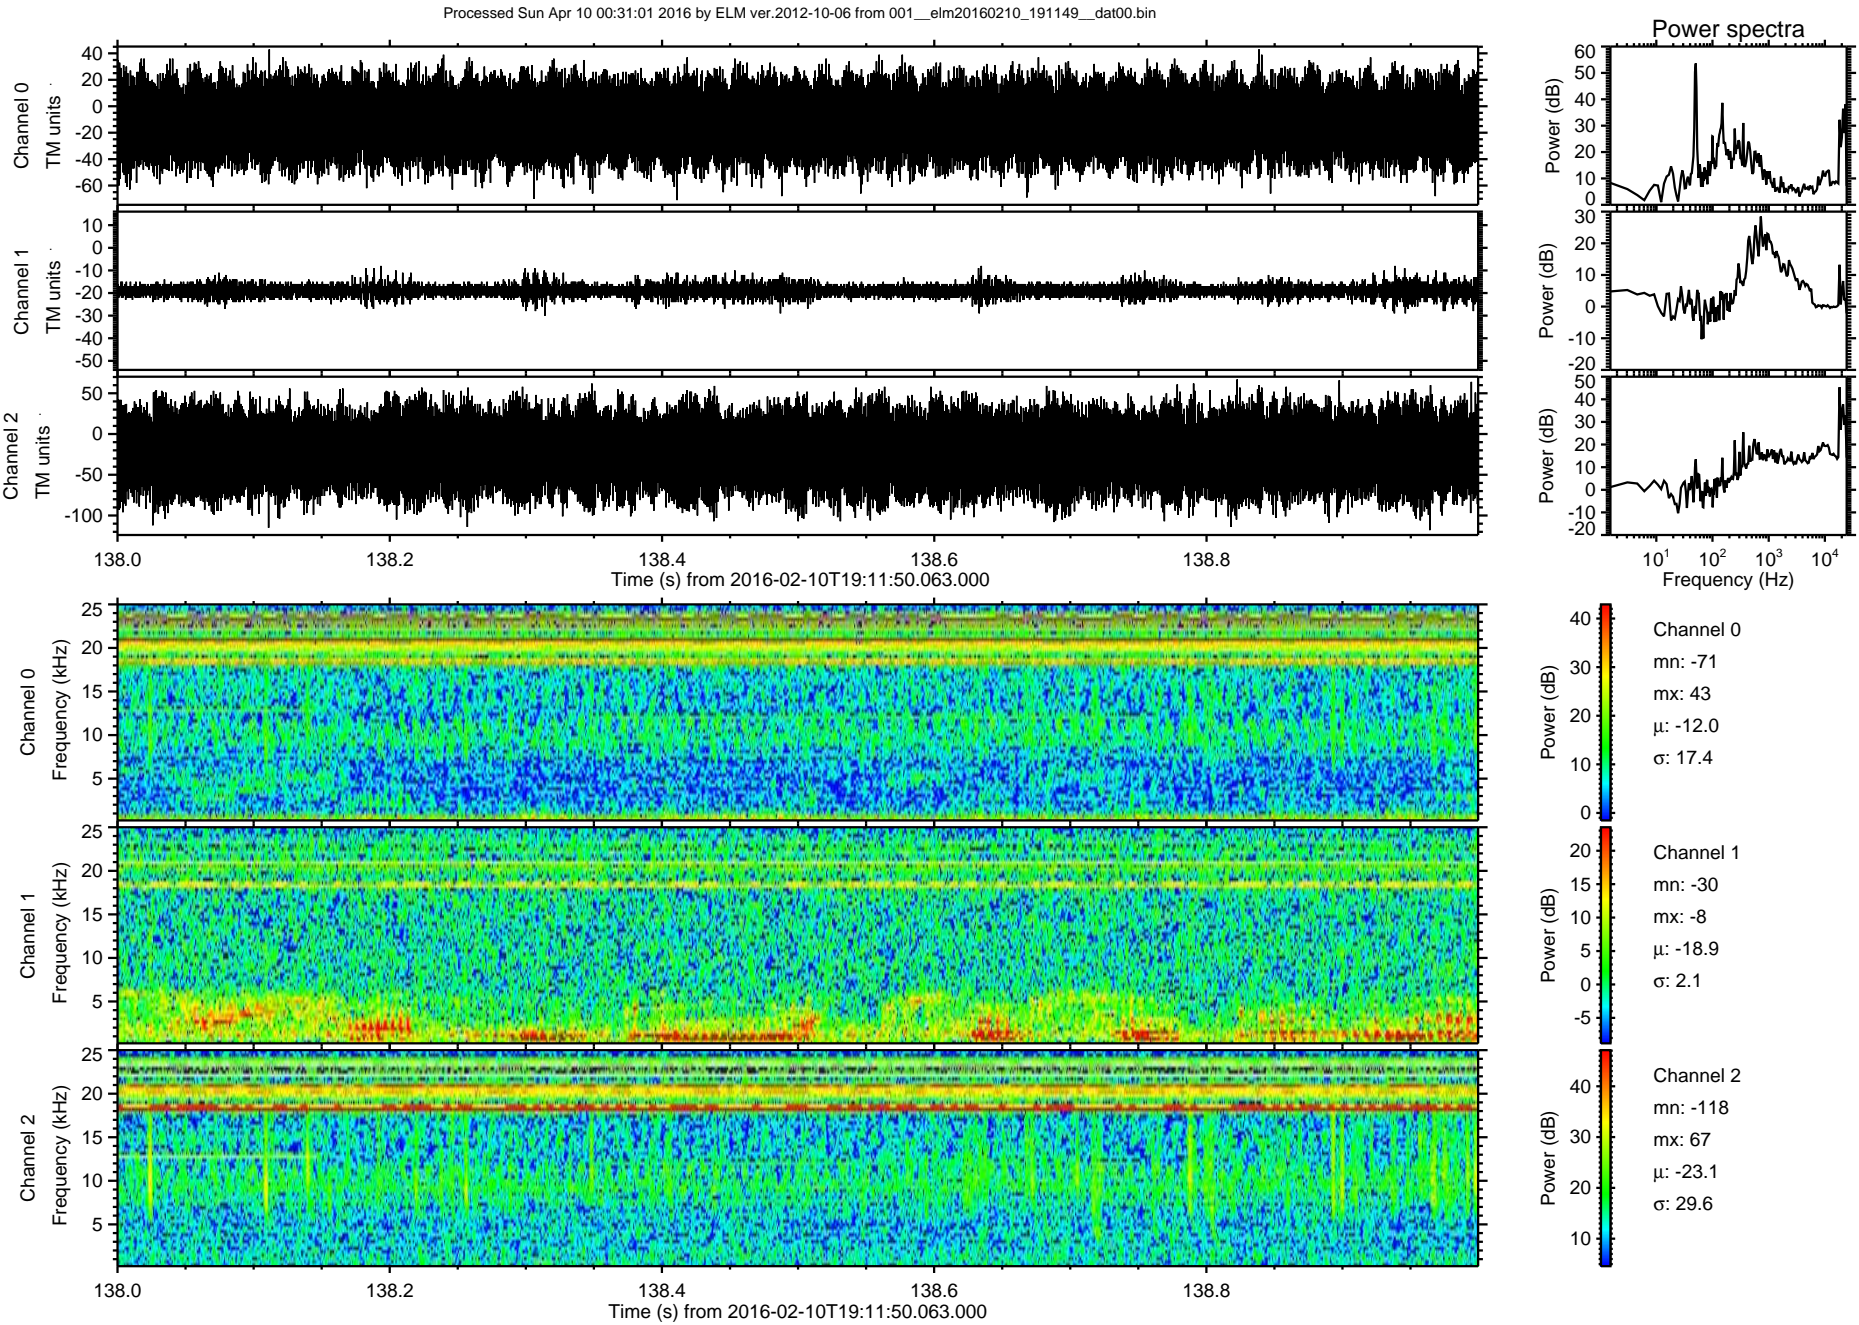 Processed Sun Apr 10 00:31:01 2016 by ELM ver.2012-10-06 from 001__elm20160210_191149__dat00.bin
Power spectra
Channel 0
TM units
40
20
0
-20
-40
-60
Power (dB)
60
50
40
30
20
10
0
Channel 1
TM units
10
0
-10
-20
-30
-40
-50
Power (dB)
30
20
10
0
-10
-20
Channel 2
TM units
50
0
-50
-100
Power (dB)
50
40
30
20
10
0
-10
-20
138.0 138.2 138.4 138.6 138.8
Time (s) from 2016-02-10T19:11:50.063.000
10¹ 10² 10³ 10⁴
Frequency (Hz)
Channel 0
Frequency (kHz)
25
20
15
10
5
Power (dB)
40
30
20
10
0
Channel 0
mn: -71
mx: 43
μ: -12.0
σ: 17.4
Channel 1
Frequency (kHz)
25
20
15
10
5
Power (dB)
20
15
10
5
0
-5
Channel 1
mn: -30
mx: -8
μ: -18.9
σ: 2.1
Channel 2
Frequency (kHz)
25
20
15
10
5
Power (dB)
40
30
20
10
Channel 2
mn: -118
mx: 67
μ: -23.1
σ: 29.6
138.0 138.2 138.4 138.6 138.8
Time (s) from 2016-02-10T19:11:50.063.000